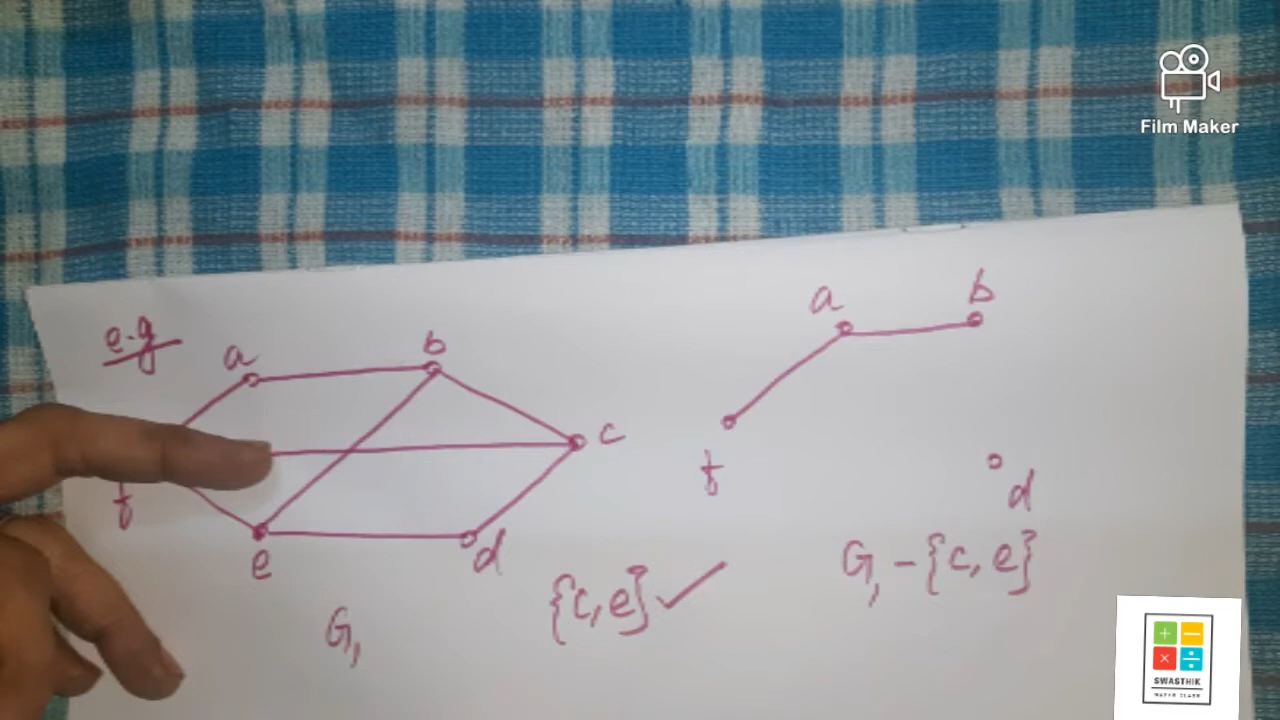 Film Maker
e.g
a
b
c
f
e
d
G₁
{c,e}✓
a
b
f
d
G₁-{c,e}
+ −
× ÷
SWASTHIK